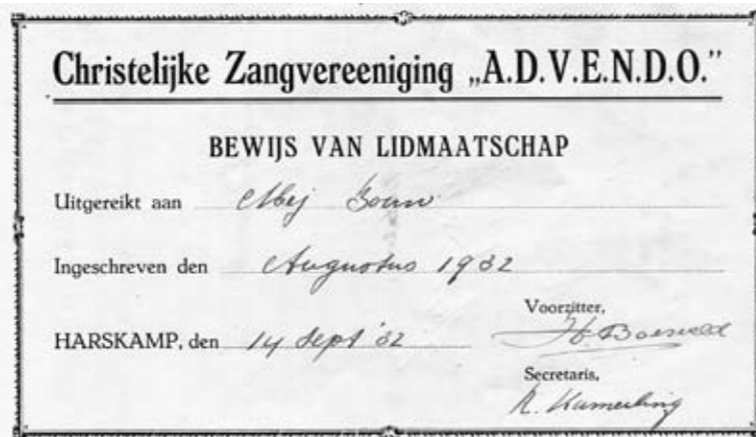 Christelijke Zangvereeniging „A.D.V.E.N.D.O."
BEWIJS VAN LIDMAATSCHAP
Uitgereikt aan Mej Bouw
Ingeschreven den Augustus 1932
Voorzitter,
HARSKAMP, den 14 Sept '32
Secretaris,